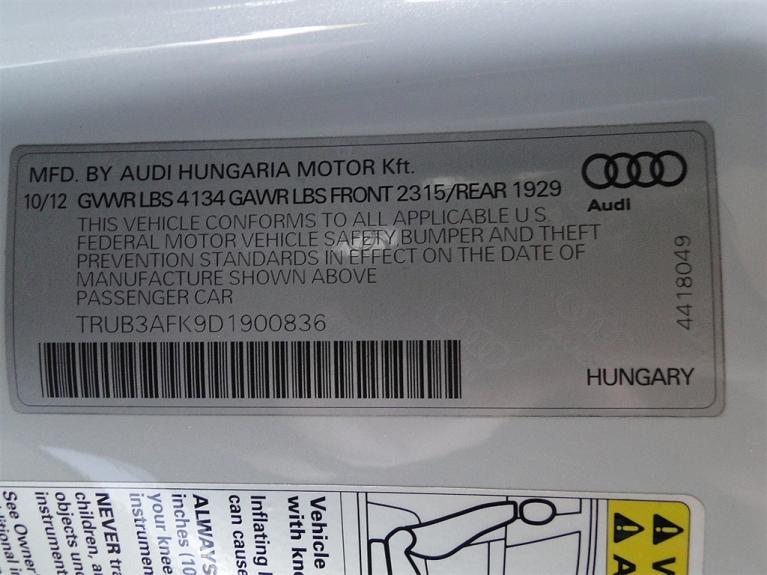 MFD. BY AUDI HUNGARIA MOTOR Kft.
10/12 GVWR LBS 4134 GAWR LBS FRONT 2315/REAR 1929
THIS VEHICLE CONFORMS TO ALL APPLICABLE U.S.
FEDERAL MOTOR VEHICLE SAFETY BUMPER AND THEFT
PREVENTION STANDARDS IN EFFECT ON THE DATE OF
MANUFACTURE SHOWN ABOVE
PASSENGER CAR
TRUB3AFK9D1900836
Audi
4418049
HUNGARY
Vehicle
with
Inflating
can cause
ALWAYS
inches (10
your knee
instrument
NEVER
children,
objects
instrument
See Owner